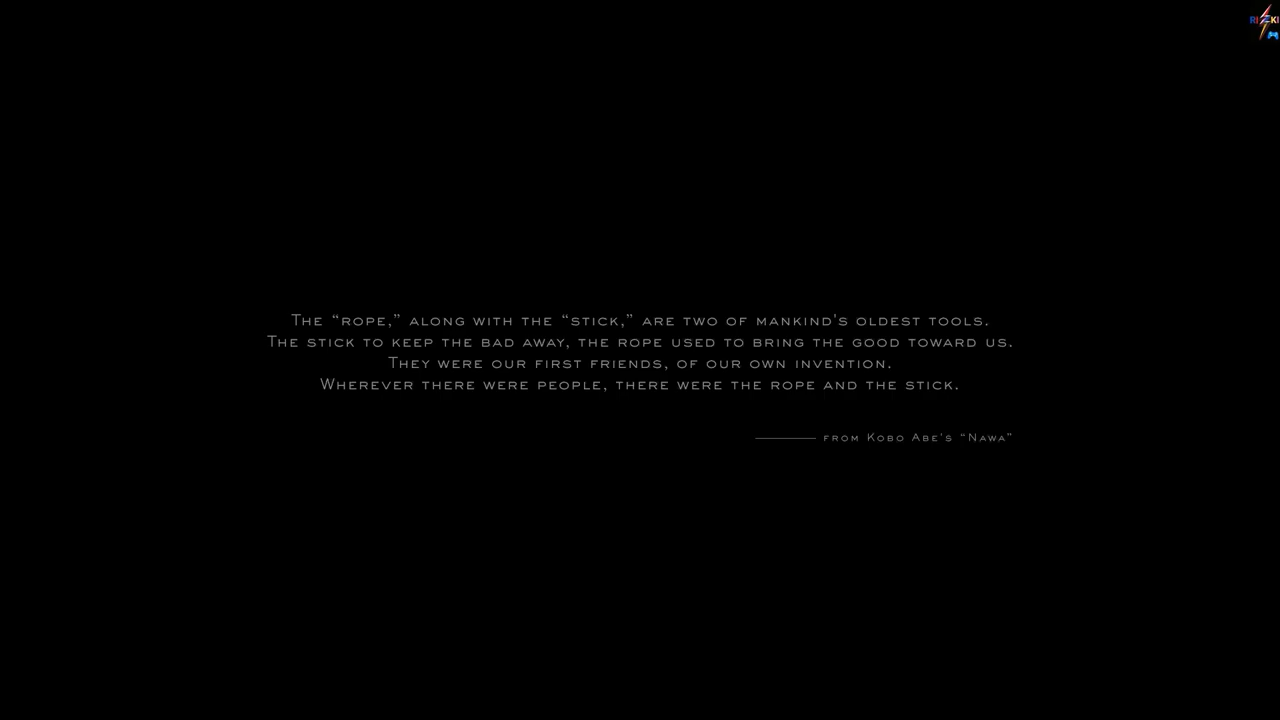 RIZKI
THE “ROPE,” ALONG WITH THE “STICK,” ARE TWO OF MANKIND'S OLDEST TOOLS.
THE STICK TO KEEP THE BAD AWAY, THE ROPE USED TO BRING THE GOOD TOWARD US.
THEY WERE OUR FIRST FRIENDS, OF OUR OWN INVENTION.
WHEREVER THERE WERE PEOPLE, THERE WERE THE ROPE AND THE STICK.
FROM KOBO ABE'S “NAWA”